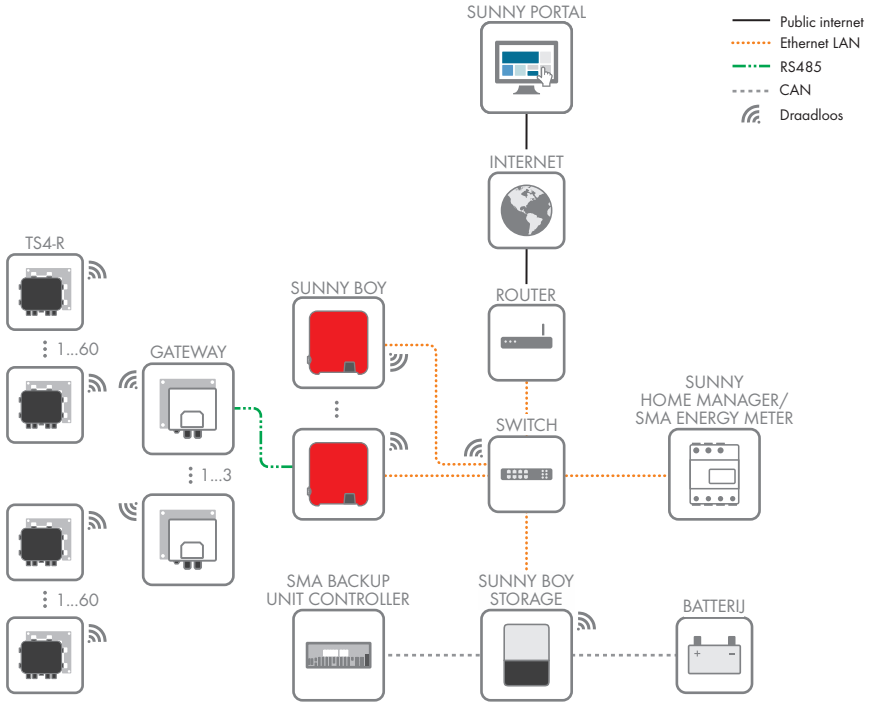 SUNNY PORTAL
Public internet
Ethernet LAN
RS485
CAN
Draadloos
INTERNET
TS4-R
SUNNY BOY
ROUTER
1...60
GATEWAY
SUNNY
HOME MANAGER/
SMA ENERGY METER
SWITCH
1...3
SMA BACKUP
UNIT CONTROLLER
SUNNY BOY
STORAGE
1...60
BATTERIJ
+ −